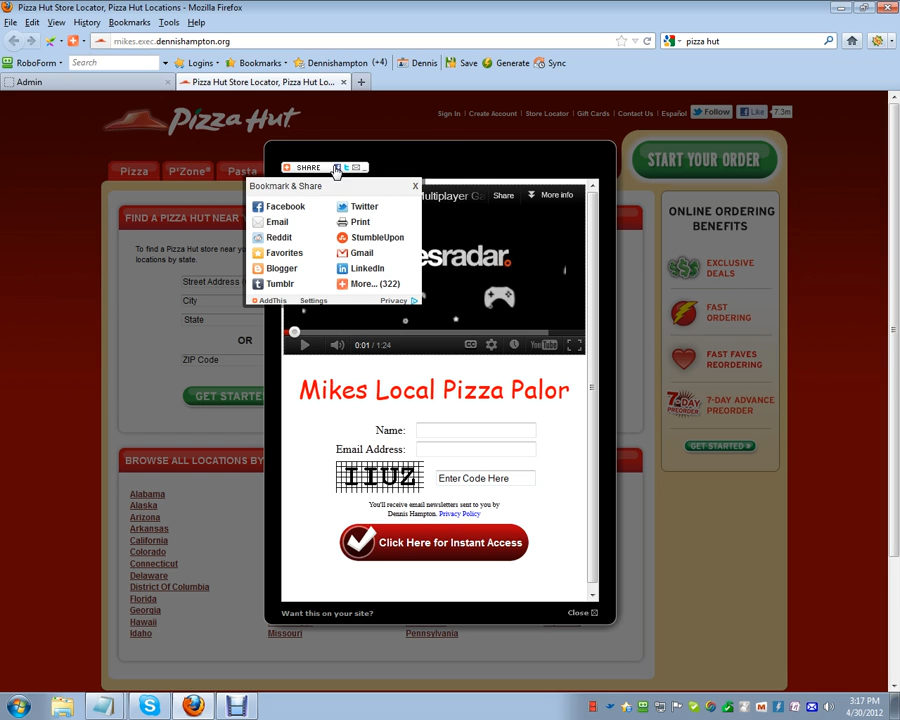 Pizza Hut Store Locator, Pizza Hut Locations - Mozilla Firefox
File Edit View History Bookmarks Tools Help
mikes.exec.dennishampton.org
pizza hut
RoboForm Search Logins Bookmarks Dennishampton (+4) Dennis Save Generate Sync
Admin
Pizza Hut Store Locator, Pizza Hut Lo...
Pizza Hut
Sign In Create Account Store Locator Gift Cards Contact Us Español Follow Like 7.3m
START YOUR ORDER
Pizza P'Zone Pasta
SHARE
Bookmark & Share X
Facebook Twitter
Email Print
Reddit StumbleUpon
Favorites Gmail
Blogger LinkedIn
Tumblr More... (322)
AddThis Settings Privacy
ultiplayer Ga Share More info
esradar.
0:01 / 1:24 CC YouTube
FIND A PIZZA HUT NEAR Y
To find a Pizza Hut store near yo
locations by state.
Street Address (
City
State
OR
ZIP Code
GET STARTE
ONLINE ORDERING
BENEFITS
EXCLUSIVE
DEALS
FAST
ORDERING
FAST FAVES
REORDERING
7-DAY
PREORDER
7-DAY ADVANCE
PREORDER
GET STARTED
Mikes Local Pizza Palor
Name:
Email Address:
IIUZ
Enter Code Here
You'll receive email newsletters sent to you by
Dennis Hampton. Privacy Policy
Click Here for Instant Access
Want this on your site? Close
BROWSE ALL LOCATIONS BY
Alabama
Alaska
Arizona
Arkansas
California
Colorado
Connecticut
Delaware
District Of Columbia
Florida
Georgia
Hawaii
Idaho
Missouri
Pennsylvania
3:17 PM
4/30/2012